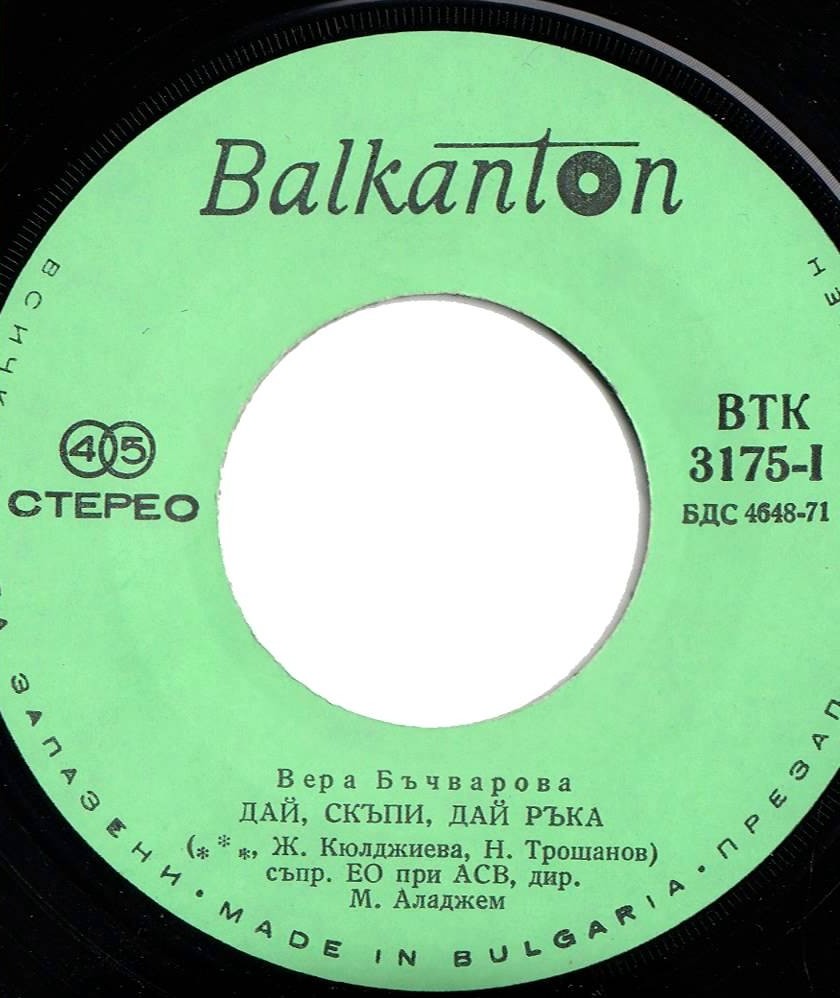 Balkanton
45
СТЕРЕО
ВТК
3175-I
БДС 4648-71
Вера Бъчварова
ДАЙ, СКЪПИ, ДАЙ РЪКА
(* * *, Ж. Кюлджиева, Н. Трошанов)
съпр. ЕО при АСВ, дир.
М. Аладжем
ЗАПАЗЕНИ • MADE IN BULGARIA •